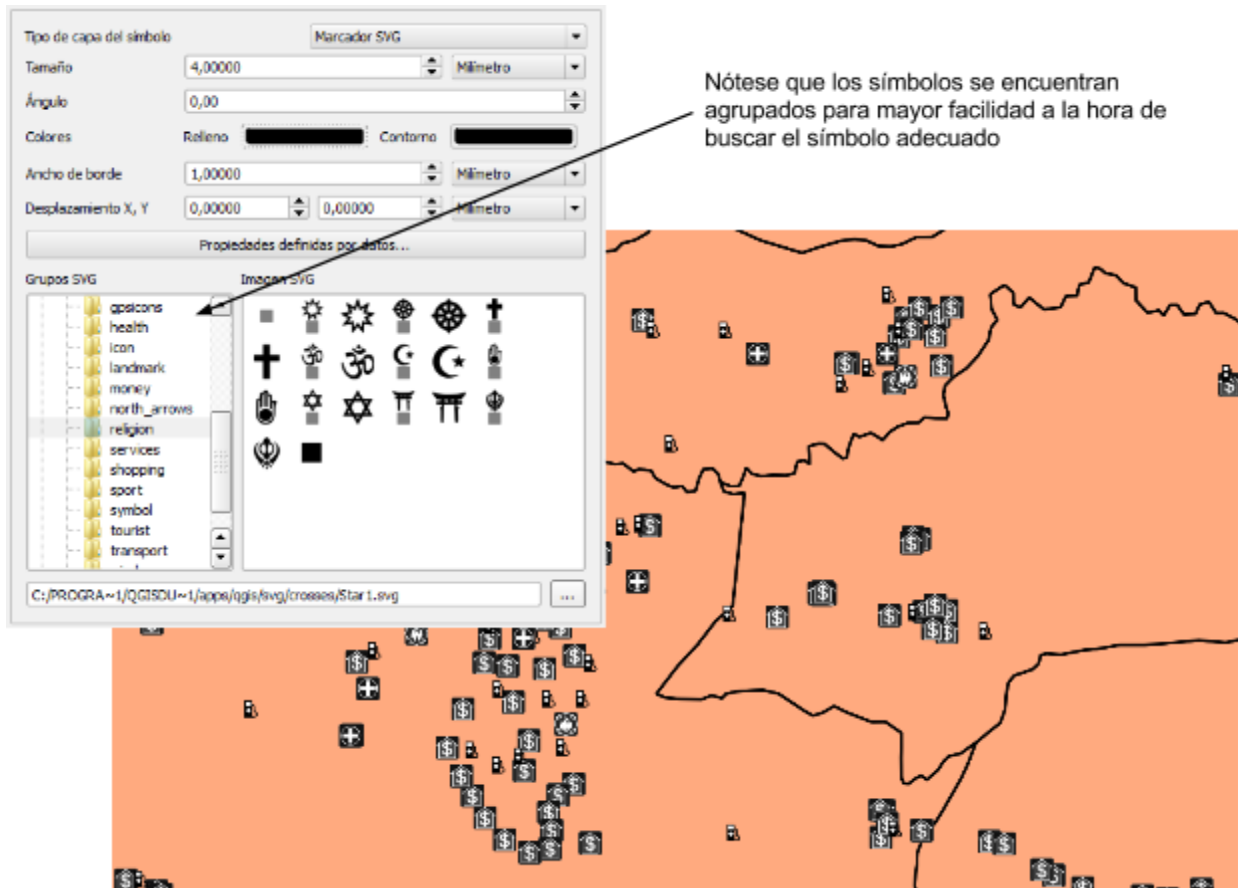 Tipo de capa del símbolo Marcador SVG
Tamaño 4,00000 Milímetro
Ángulo 0,00
Colores Relleno Contorno
Ancho de borde 1,00000 Milímetro
Desplazamiento X, Y 0,00000 0,00000 Milímetro
Propiedades definidas por datos...
Grupos SVG Imagen SVG
gpsicons
health
icon
landmark
money
north_arrows
religion
services
shopping
sport
symbol
tourist
transport
C:/PROGRA~1/QGISDU~1/apps/qgis/svg/crosses/Star1.svg ...
Nótese que los símbolos se encuentran
agrupados para mayor facilidad a la hora de
buscar el símbolo adecuado